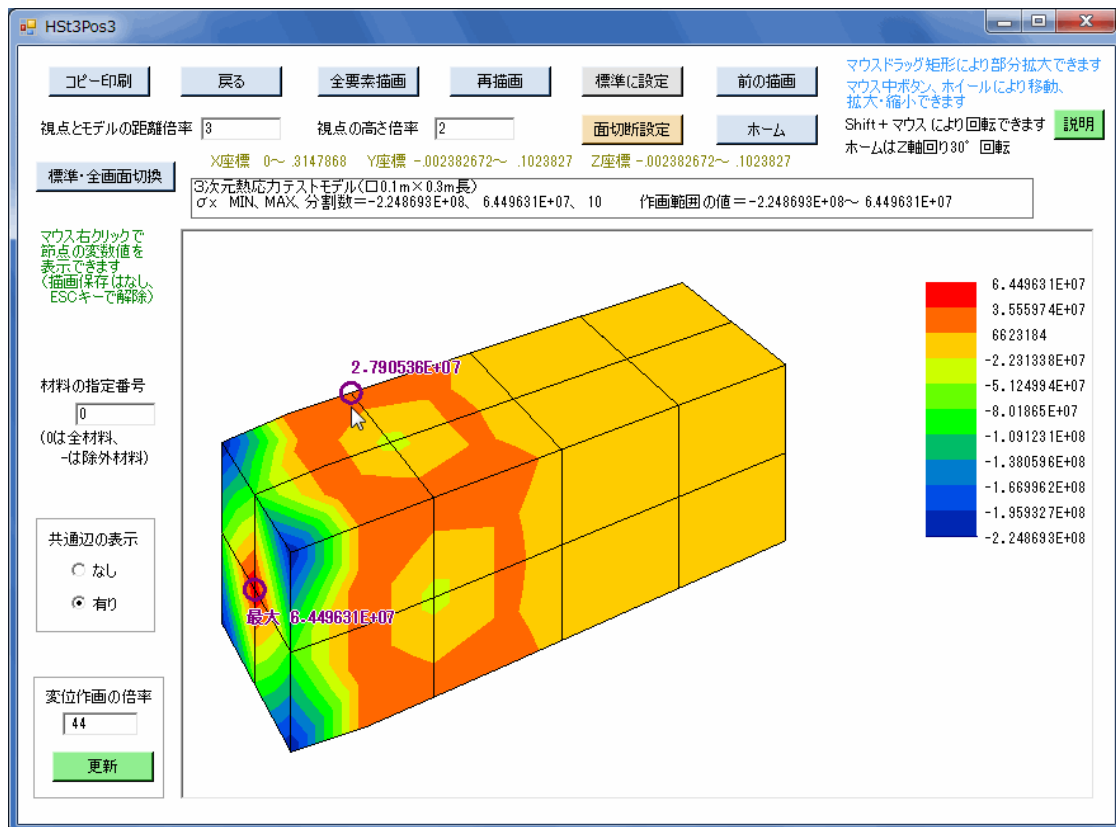 HSt3Pos3
コピー印刷
戻る
全要素描画
再描画
標準に設定
前の描画
マウスドラッグ矩形により部分拡大できます
マウス中ボタン、ホイールにより移動、
拡大・縮小できます
視点とモデルの距離倍率 3
視点の高さ倍率 2
面切断設定
ホーム
Shift+マウスにより回転できます
説明
ホームはZ軸回り30° 回転
標準・全画面切換
X座標 0～ .3147868 Y座標 -.002382672～ .1023827 Z座標 -.002382672～ .1023827
3次元熱応力テストモデル(口0.1m×0.3m長)
σx MIN、MAX、分割数=-2.248693E+08、 6.449631E+07、 10 作画範囲の値=-2.248693E+08～ 6.449631E+07
マウス右クリックで
節点の変数値を
表示できます
(描画保存はなし、
ESCキーで解除)
材料の指定番号
0
(0は全材料、
-は除外材料)
共通辺の表示
なし
有り
変位作画の倍率
44
更新
2.790536E+07
最大 6.449631E+07
6.449631E+07
3.555974E+07
6623184
-2.231338E+07
-5.124994E+07
-8.01865E+07
-1.091231E+08
-1.380596E+08
-1.669962E+08
-1.959327E+08
-2.248693E+08